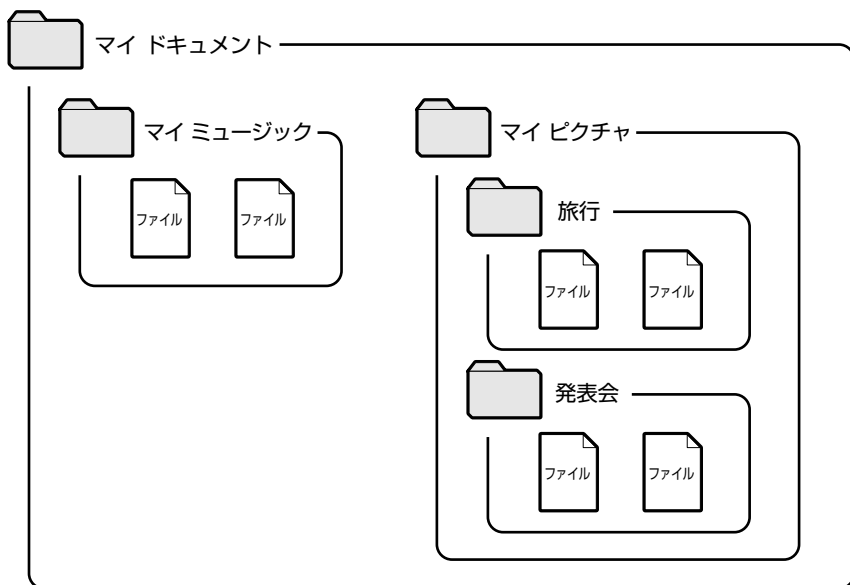 マイ ドキュメント
マイ ミュージック
ファイル
ファイル
マイ ピクチャ
旅行
ファイル
ファイル
発表会
ファイル
ファイル